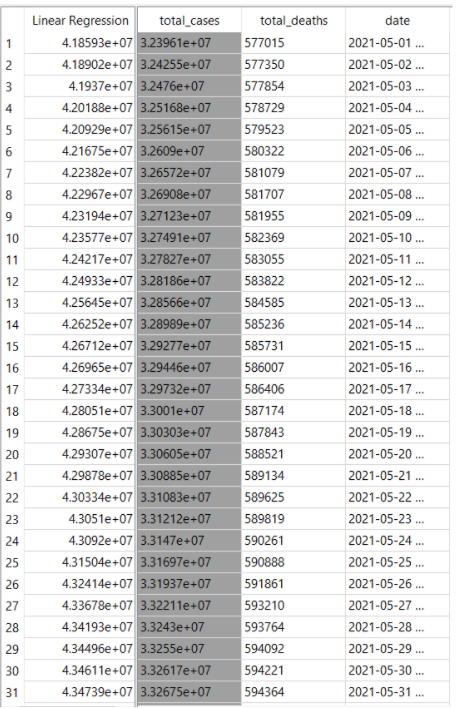 Linear Regression total_cases total_deaths date
1 4.18593e+07 3.23961e+07 577015 2021-05-01 ...
2 4.18902e+07 3.24255e+07 577350 2021-05-02 ...
3 4.1937e+07 3.2476e+07 577854 2021-05-03 ...
4 4.20188e+07 3.25168e+07 578729 2021-05-04 ...
5 4.20929e+07 3.25615e+07 579523 2021-05-05 ...
6 4.21675e+07 3.2609e+07 580322 2021-05-06 ...
7 4.22382e+07 3.26572e+07 581079 2021-05-07 ...
8 4.22967e+07 3.26908e+07 581707 2021-05-08 ...
9 4.23194e+07 3.27123e+07 581955 2021-05-09 ...
10 4.23577e+07 3.27491e+07 582369 2021-05-10 ...
11 4.24217e+07 3.27827e+07 583055 2021-05-11 ...
12 4.24933e+07 3.28186e+07 583822 2021-05-12 ...
13 4.25645e+07 3.28566e+07 584585 2021-05-13 ...
14 4.26252e+07 3.28989e+07 585236 2021-05-14 ...
15 4.26712e+07 3.29277e+07 585731 2021-05-15 ...
16 4.26965e+07 3.29446e+07 586007 2021-05-16 ...
17 4.27334e+07 3.29732e+07 586406 2021-05-17 ...
18 4.28051e+07 3.3001e+07 587174 2021-05-18 ...
19 4.28675e+07 3.30303e+07 587843 2021-05-19 ...
20 4.29307e+07 3.30605e+07 588521 2021-05-20 ...
21 4.29878e+07 3.30885e+07 589134 2021-05-21 ...
22 4.30334e+07 3.31083e+07 589625 2021-05-22 ...
23 4.3051e+07 3.31212e+07 589819 2021-05-23 ...
24 4.3092e+07 3.3147e+07 590261 2021-05-24 ...
25 4.31504e+07 3.31697e+07 590888 2021-05-25 ...
26 4.32414e+07 3.31937e+07 591861 2021-05-26 ...
27 4.33678e+07 3.32211e+07 593210 2021-05-27 ...
28 4.34193e+07 3.3243e+07 593764 2021-05-28 ...
29 4.34496e+07 3.3255e+07 594092 2021-05-29 ...
30 4.34611e+07 3.32617e+07 594221 2021-05-30 ...
31 4.34739e+07 3.32675e+07 594364 2021-05-31 ...